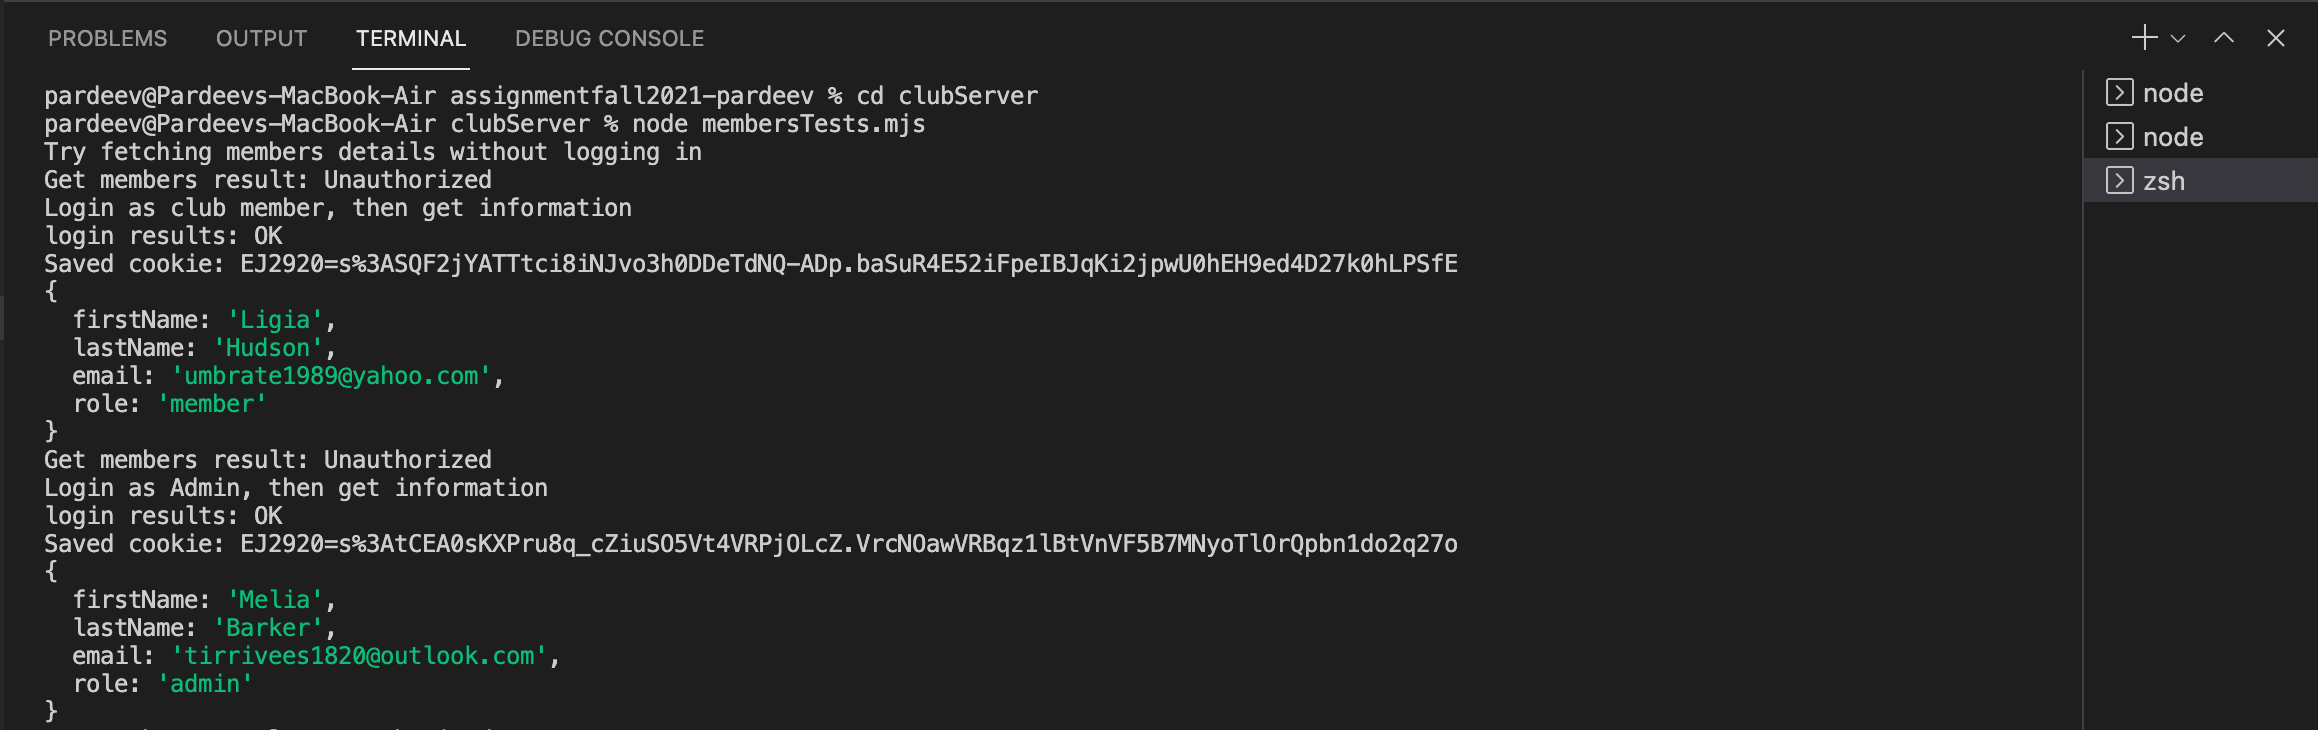 PROBLEMS OUTPUT TERMINAL DEBUG CONSOLE
pardeev@Pardeevs-MacBook-Air assignmentfall2021-pardeev % cd clubServer
pardeev@Pardeevs-MacBook-Air clubServer % node membersTests.mjs
Try fetching members details without logging in
Get members result: Unauthorized
Login as club member, then get information
login results: OK
Saved cookie: EJ2920=s%3ASQF2jYATTtci8iNJvo3h0DDeTdNQ-ADp.baSuR4E52iFpeIBJqKi2jpwU0hEH9ed4D27k0hLPSfE
{
  firstName: 'Ligia',
  lastName: 'Hudson',
  email: 'umbrate1989@yahoo.com',
  role: 'member'
}
Get members result: Unauthorized
Login as Admin, then get information
login results: OK
Saved cookie: EJ2920=s%3AtCEA0sKXPru8q_cZiuSO5Vt4VRPjOLcZ.VrcNOawVRBqz1lBtVnVF5B7MNyoTlOrQpbn1do2q27o
{
  firstName: 'Melia',
  lastName: 'Barker',
  email: 'tirrivees1820@outlook.com',
  role: 'admin'
}
node
node
zsh